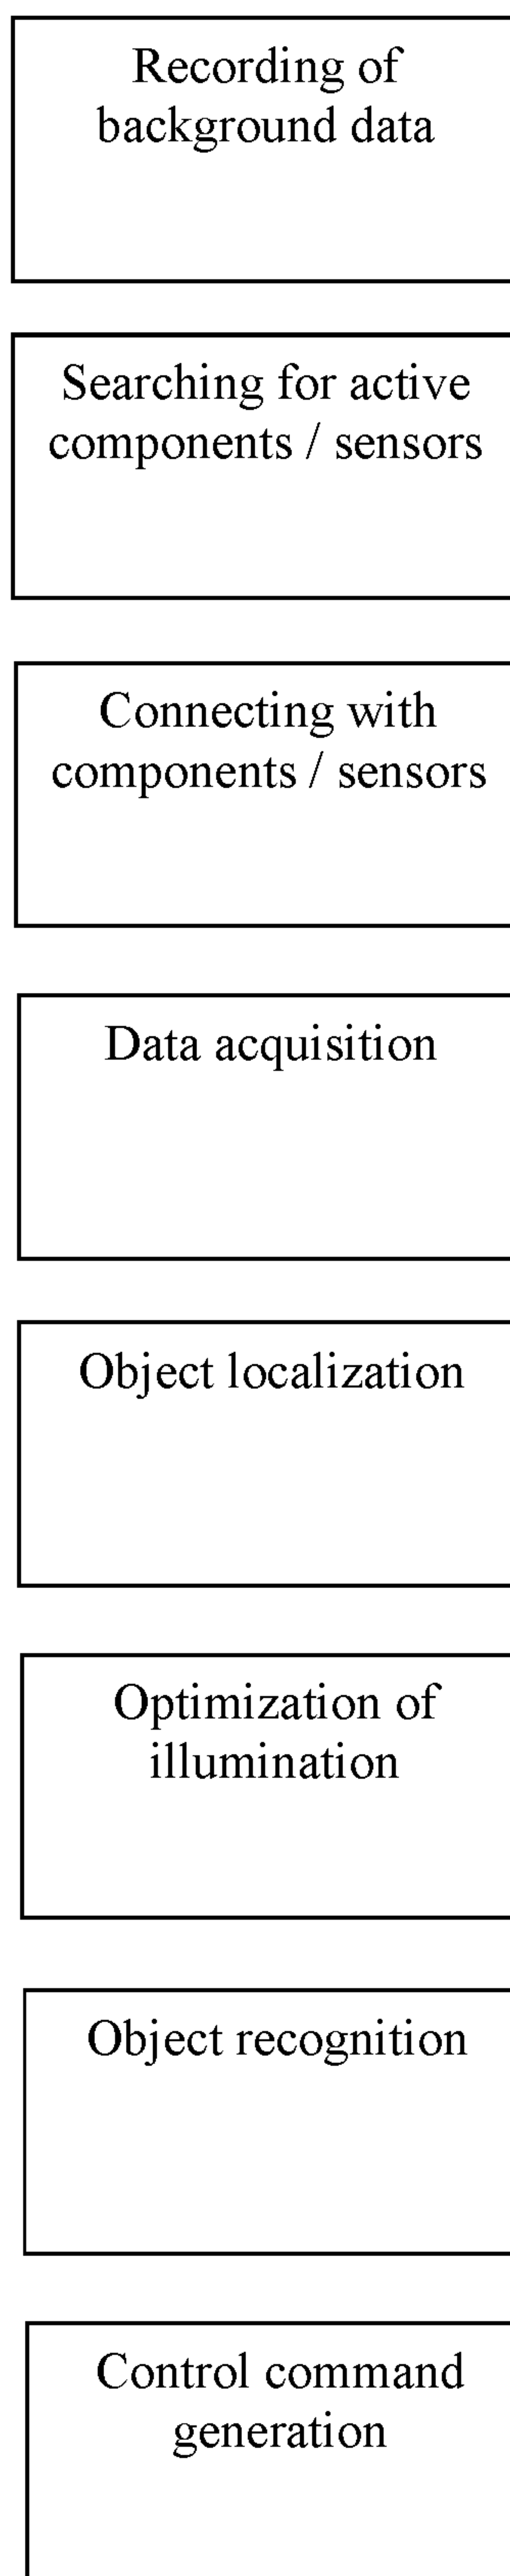 Recording of
background data
Searching for active
components / sensors
Connecting with
components / sensors
Data acquisition
Object localization
Optimization of
illumination
Object recognition
Control command
generation